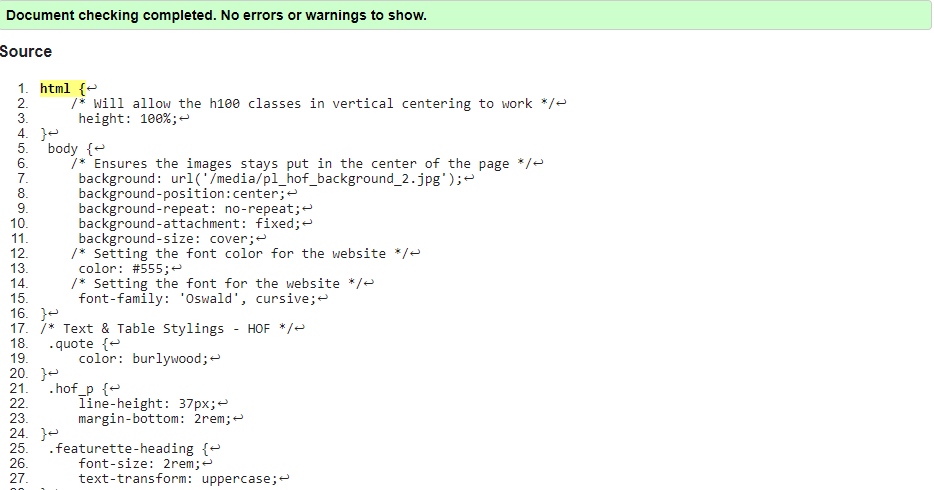 Document checking completed. No errors or warnings to show.
Source
1. html {↩
2. /* Will allow the h100 classes in vertical centering to work */↩
3. height: 100%;↩
4. }↩
5. body {↩
6. /* Ensures the images stays put in the center of the page */↩
7. background: url('/media/pl_hof_background_2.jpg');↩
8. background-position:center;↩
9. background-repeat: no-repeat;↩
10. background-attachment: fixed;↩
11. background-size: cover;↩
12. /* Setting the font color for the website */↩
13. color: #555;↩
14. /* Setting the font for the website */↩
15. font-family: 'Oswald', cursive;↩
16. }↩
17. /* Text & Table Stylings - HOF */↩
18. .quote {↩
19. color: burlywood;↩
20. }↩
21. .hof_p {↩
22. line-height: 37px;↩
23. margin-bottom: 2rem;↩
24. }↩
25. .featurette-heading {↩
26. font-size: 2rem;↩
27. text-transform: uppercase;↩